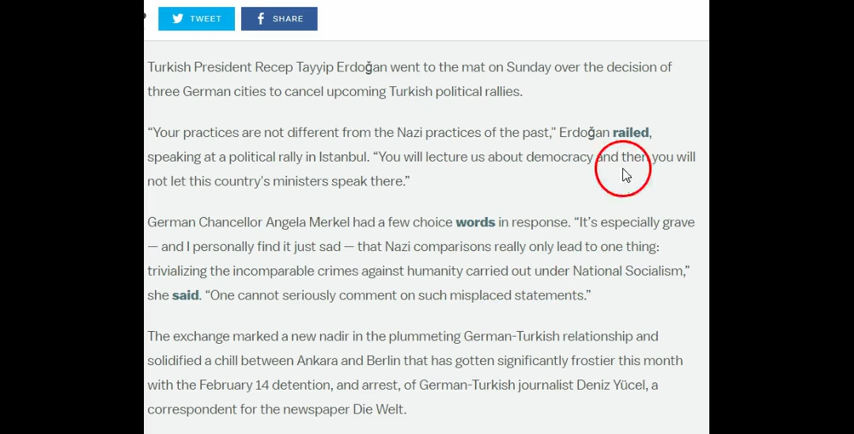 TWEET SHARE
Turkish President Recep Tayyip Erdoğan went to the mat on Sunday over the decision of
three German cities to cancel upcoming Turkish political rallies.
“Your practices are not different from the Nazi practices of the past,” Erdoğan railed,
speaking at a political rally in Istanbul. “You will lecture us about democracy and then you will
not let this country's ministers speak there.”
German Chancellor Angela Merkel had a few choice words in response. “It’s especially grave
— and I personally find it just sad — that Nazi comparisons really only lead to one thing:
trivializing the incomparable crimes against humanity carried out under National Socialism,”
she said. “One cannot seriously comment on such misplaced statements.”
The exchange marked a new nadir in the plummeting German-Turkish relationship and
solidified a chill between Ankara and Berlin that has gotten significantly frostier this month
with the February 14 detention, and arrest, of German-Turkish journalist Deniz Yücel, a
correspondent for the newspaper Die Welt.